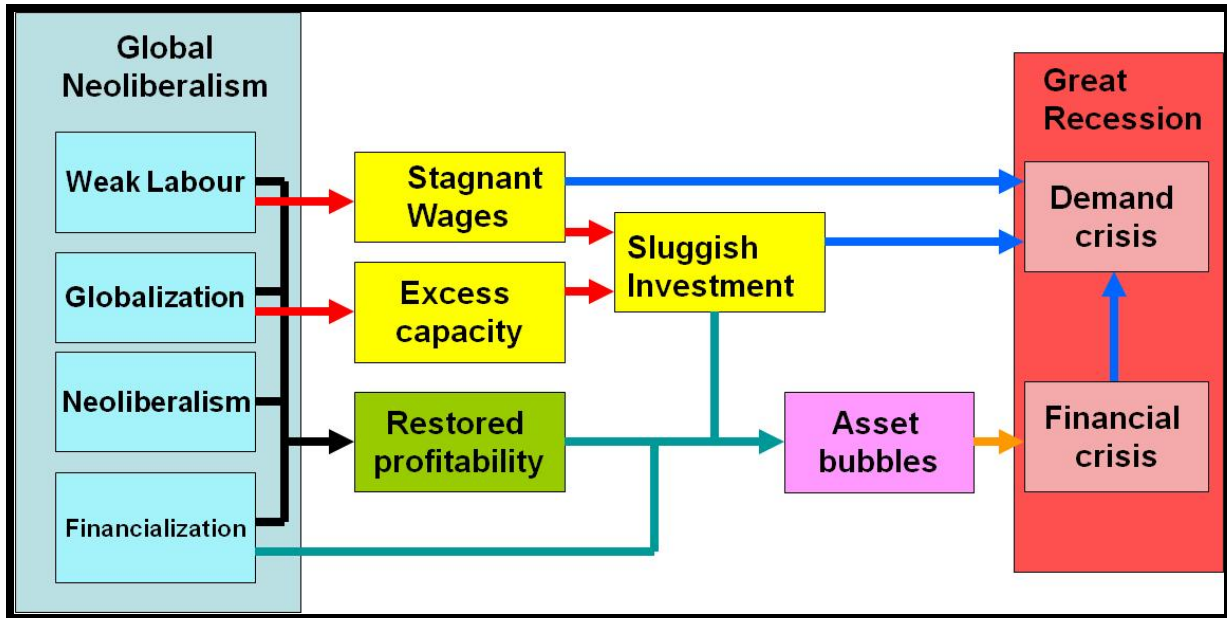 Global
Neoliberalism
Weak Labour
Globalization
Neoliberalism
Financialization
Stagnant
Wages
Excess
capacity
Restored
profitability
Sluggish
Investment
Asset
bubbles
Great
Recession
Demand
crisis
Financial
crisis